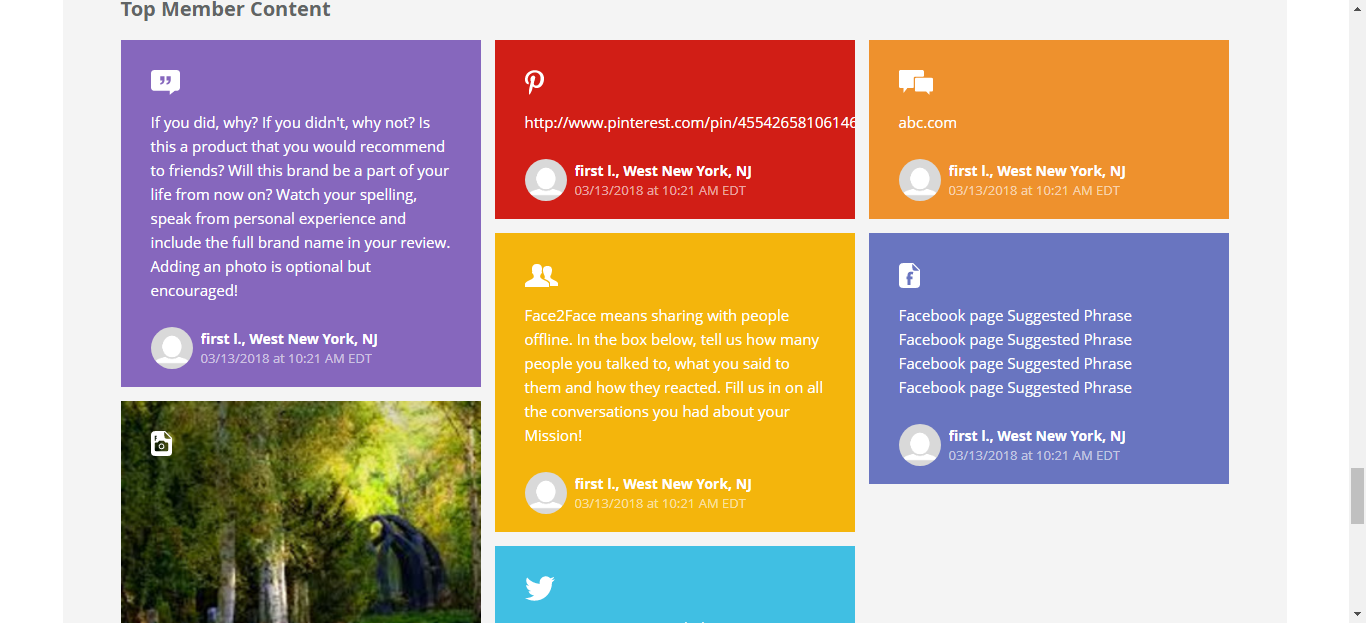 Top Member Content
If you did, why? If you didn't, why not? Is
this a product that you would recommend
to friends? Will this brand be a part of your
life from now on? Watch your spelling,
speak from personal experience and
include the full brand name in your review.
Adding an photo is optional but
encouraged!
first l., West New York, NJ
03/13/2018 at 10:21 AM EDT
http://www.pinterest.com/pin/45542658106146
first l., West New York, NJ
03/13/2018 at 10:21 AM EDT
Face2Face means sharing with people
offline. In the box below, tell us how many
people you talked to, what you said to
them and how they reacted. Fill us in on all
the conversations you had about your
Mission!
first l., West New York, NJ
03/13/2018 at 10:21 AM EDT
abc.com
first l., West New York, NJ
03/13/2018 at 10:21 AM EDT
Facebook page Suggested Phrase
Facebook page Suggested Phrase
Facebook page Suggested Phrase
Facebook page Suggested Phrase
first l., West New York, NJ
03/13/2018 at 10:21 AM EDT